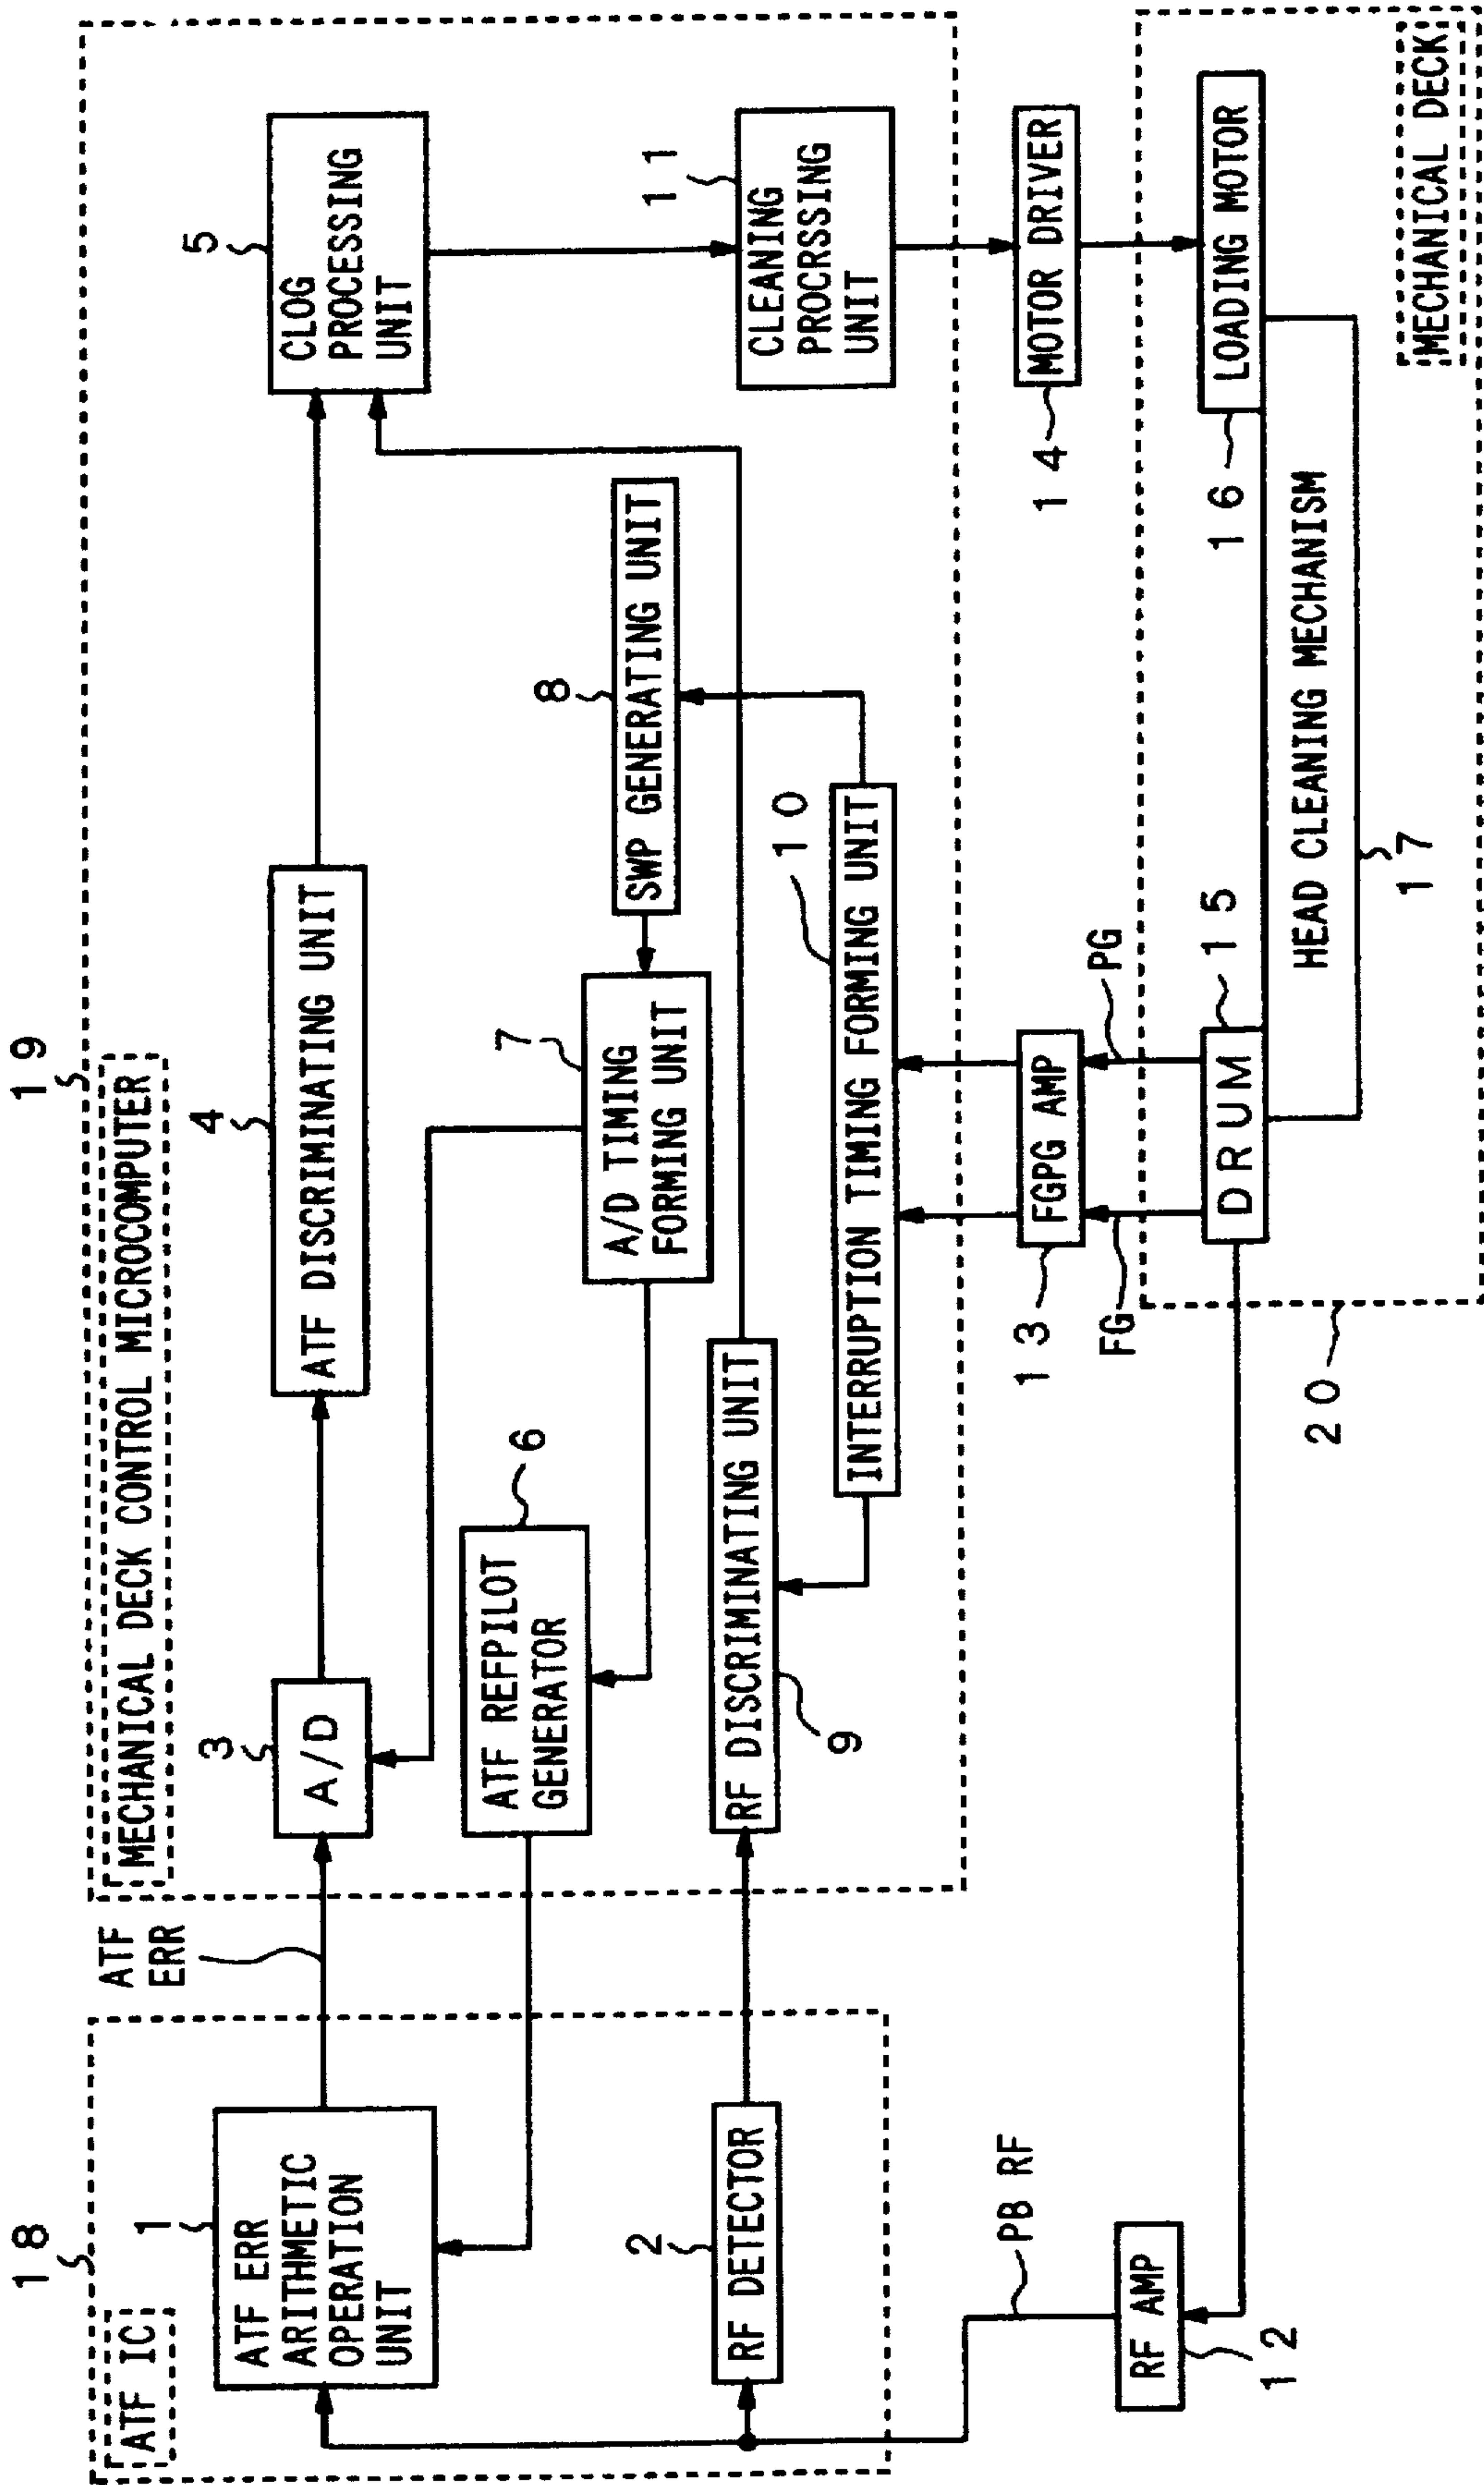 18
ATF IC
1
ATF ERR
ARITHMETIC
OPERATION
UNIT
2
RF DETECTOR
ATF
ERR
19
MECHANICAL DECK CONTROL MICROCOMPUTER
3
A/D
4
ATF DISCRIMINATING UNIT
5
CLOG
PROCESSING
UNIT
ATF REFPILOT
GENERATOR
6
7
A/D TIMING
FORMING UNIT
8
SWP GENERATING UNIT
RF DISCRIMINATING UNIT
9
INTERRUPTION TIMING FORMING UNIT
10
11
CLEANING
PROCRSSING
UNIT
PB RF
RF AMP
12
13
FGPG AMP
FG
PG
14
MOTOR DRIVER
20
DRUM
15
HEAD CLEANING MECHANISM
17
16
LOADING MOTOR
MECHANICAL DECK